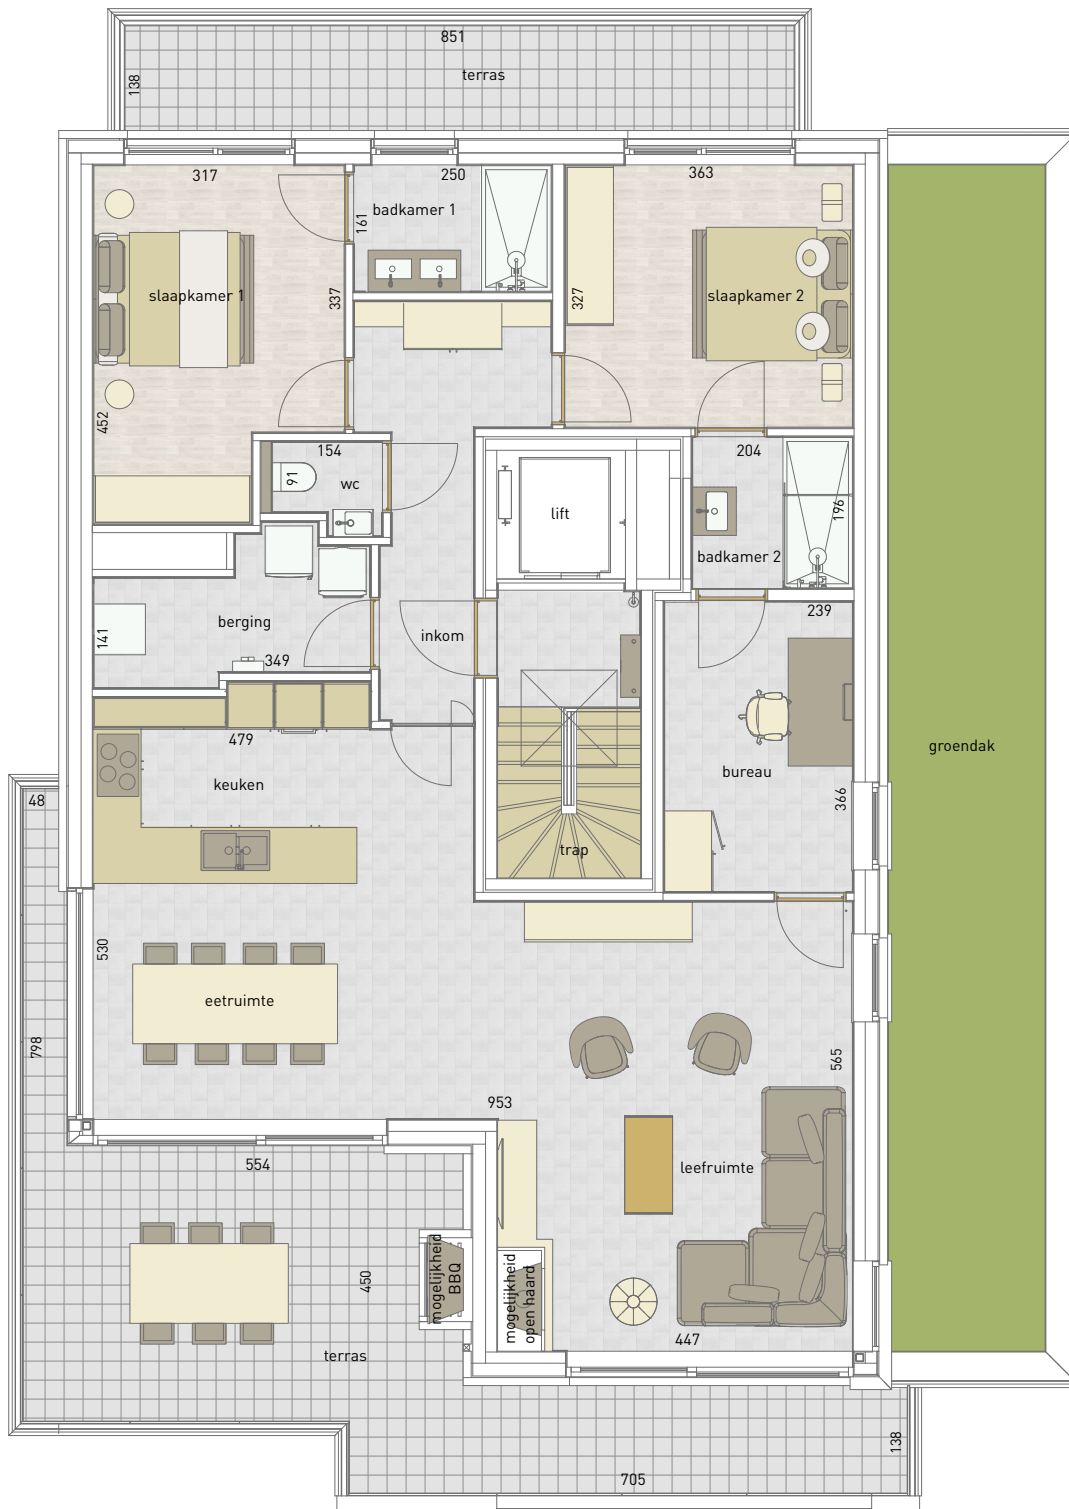 851
138
terras
317
250
363
161
badkamer 1
slaapkamer 1
337
327
slaapkamer 2
452
154
91
wc
204
lift
196
badkamer 2
141
berging
349
inkom
239
479
keuken
bureau
366
groendak
48
trap
530
eetruimte
798
565
953
554
leefruimte
450
mogelijkheid
BBQ
mogelijkheid
open haard
447
terras
138
705